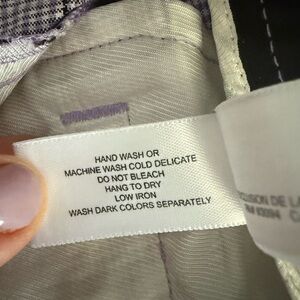 HAND WASH OR
MACHINE WASH COLD DELICATE
DO NOT BLEACH
HANG TO DRY
LOW IRON
WASH DARK COLORS SEPARATELY
DE